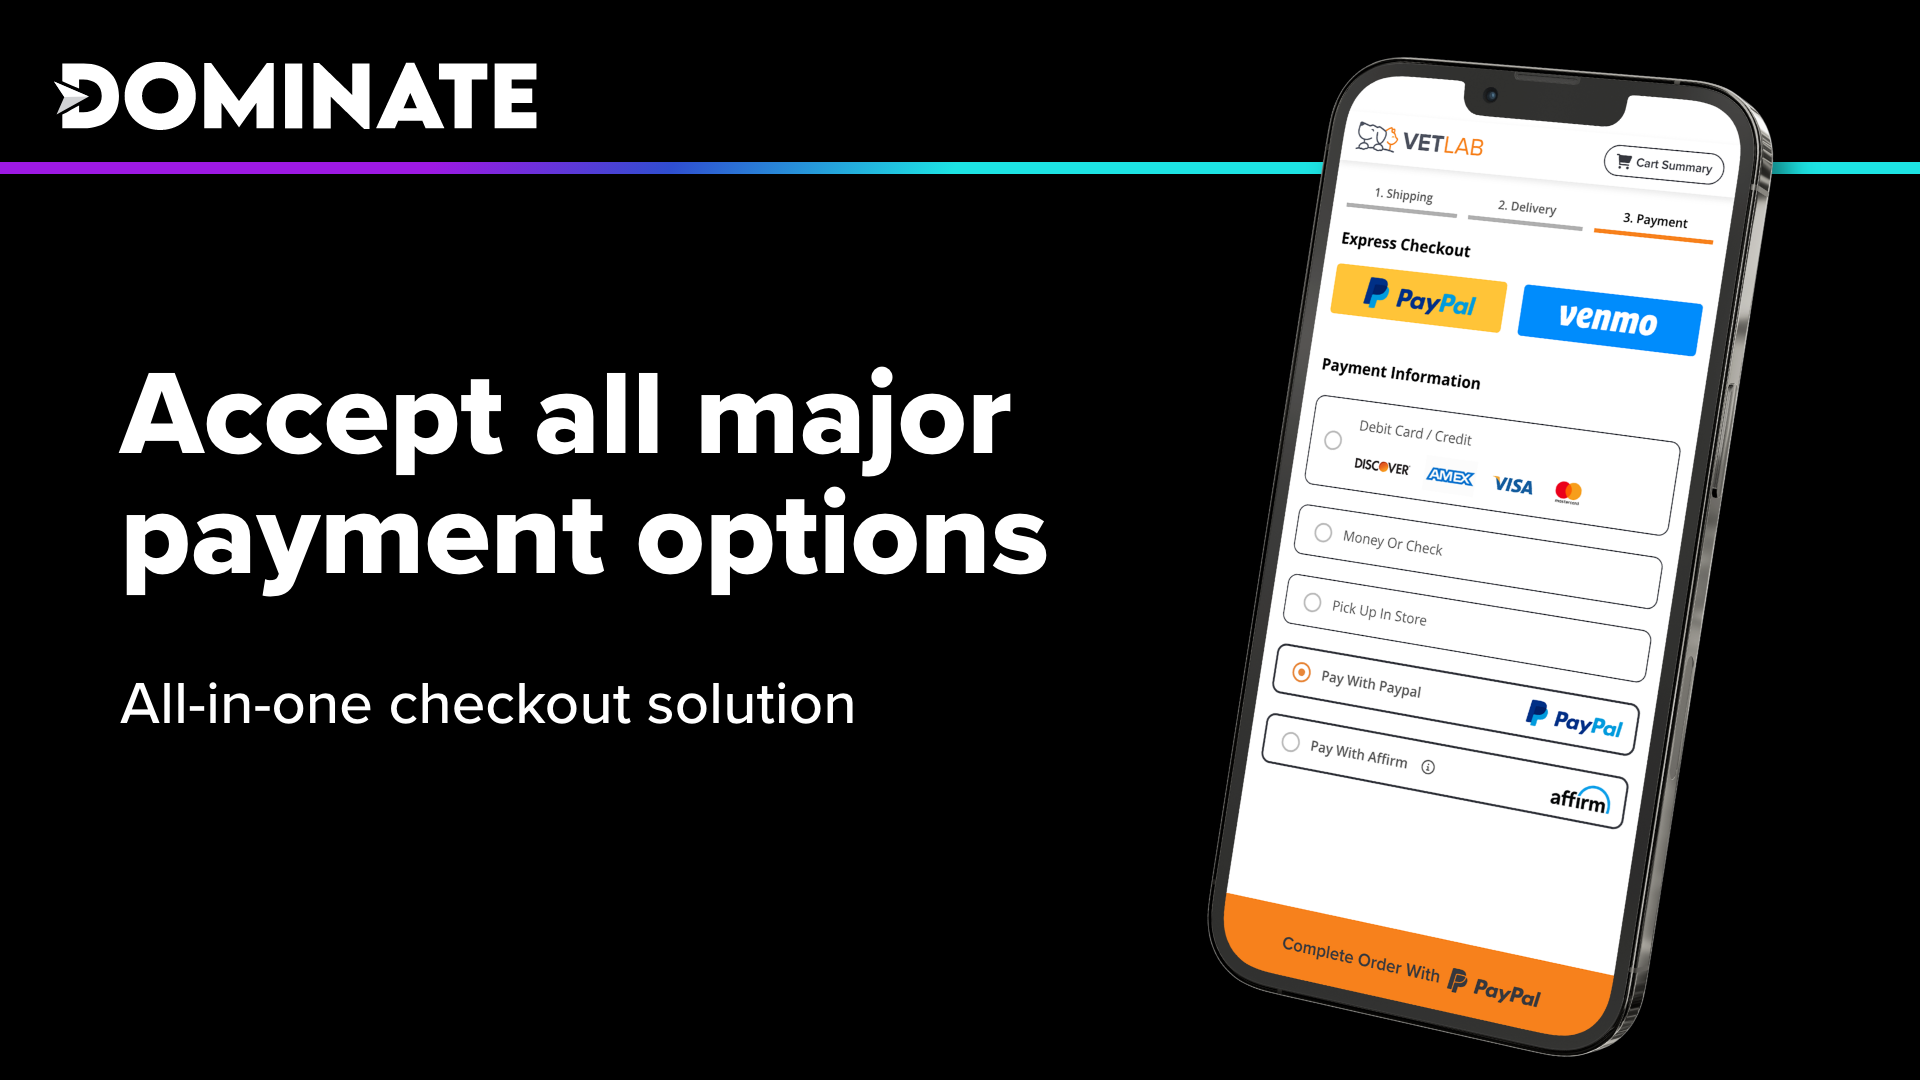 DOMINATE
Accept all major
payment options
All-in-one checkout solution
VETLAB
Cart Summary
1. Shipping
2. Delivery
3. Payment
Express Checkout
PayPal
venmo
Payment Information
Debit Card / Credit
DISCOVER
AMEX
VISA
mastercard
Money Or Check
Pick Up In Store
Pay With Paypal
PayPal
Pay With Affirm
affirm
Complete Order With PayPal